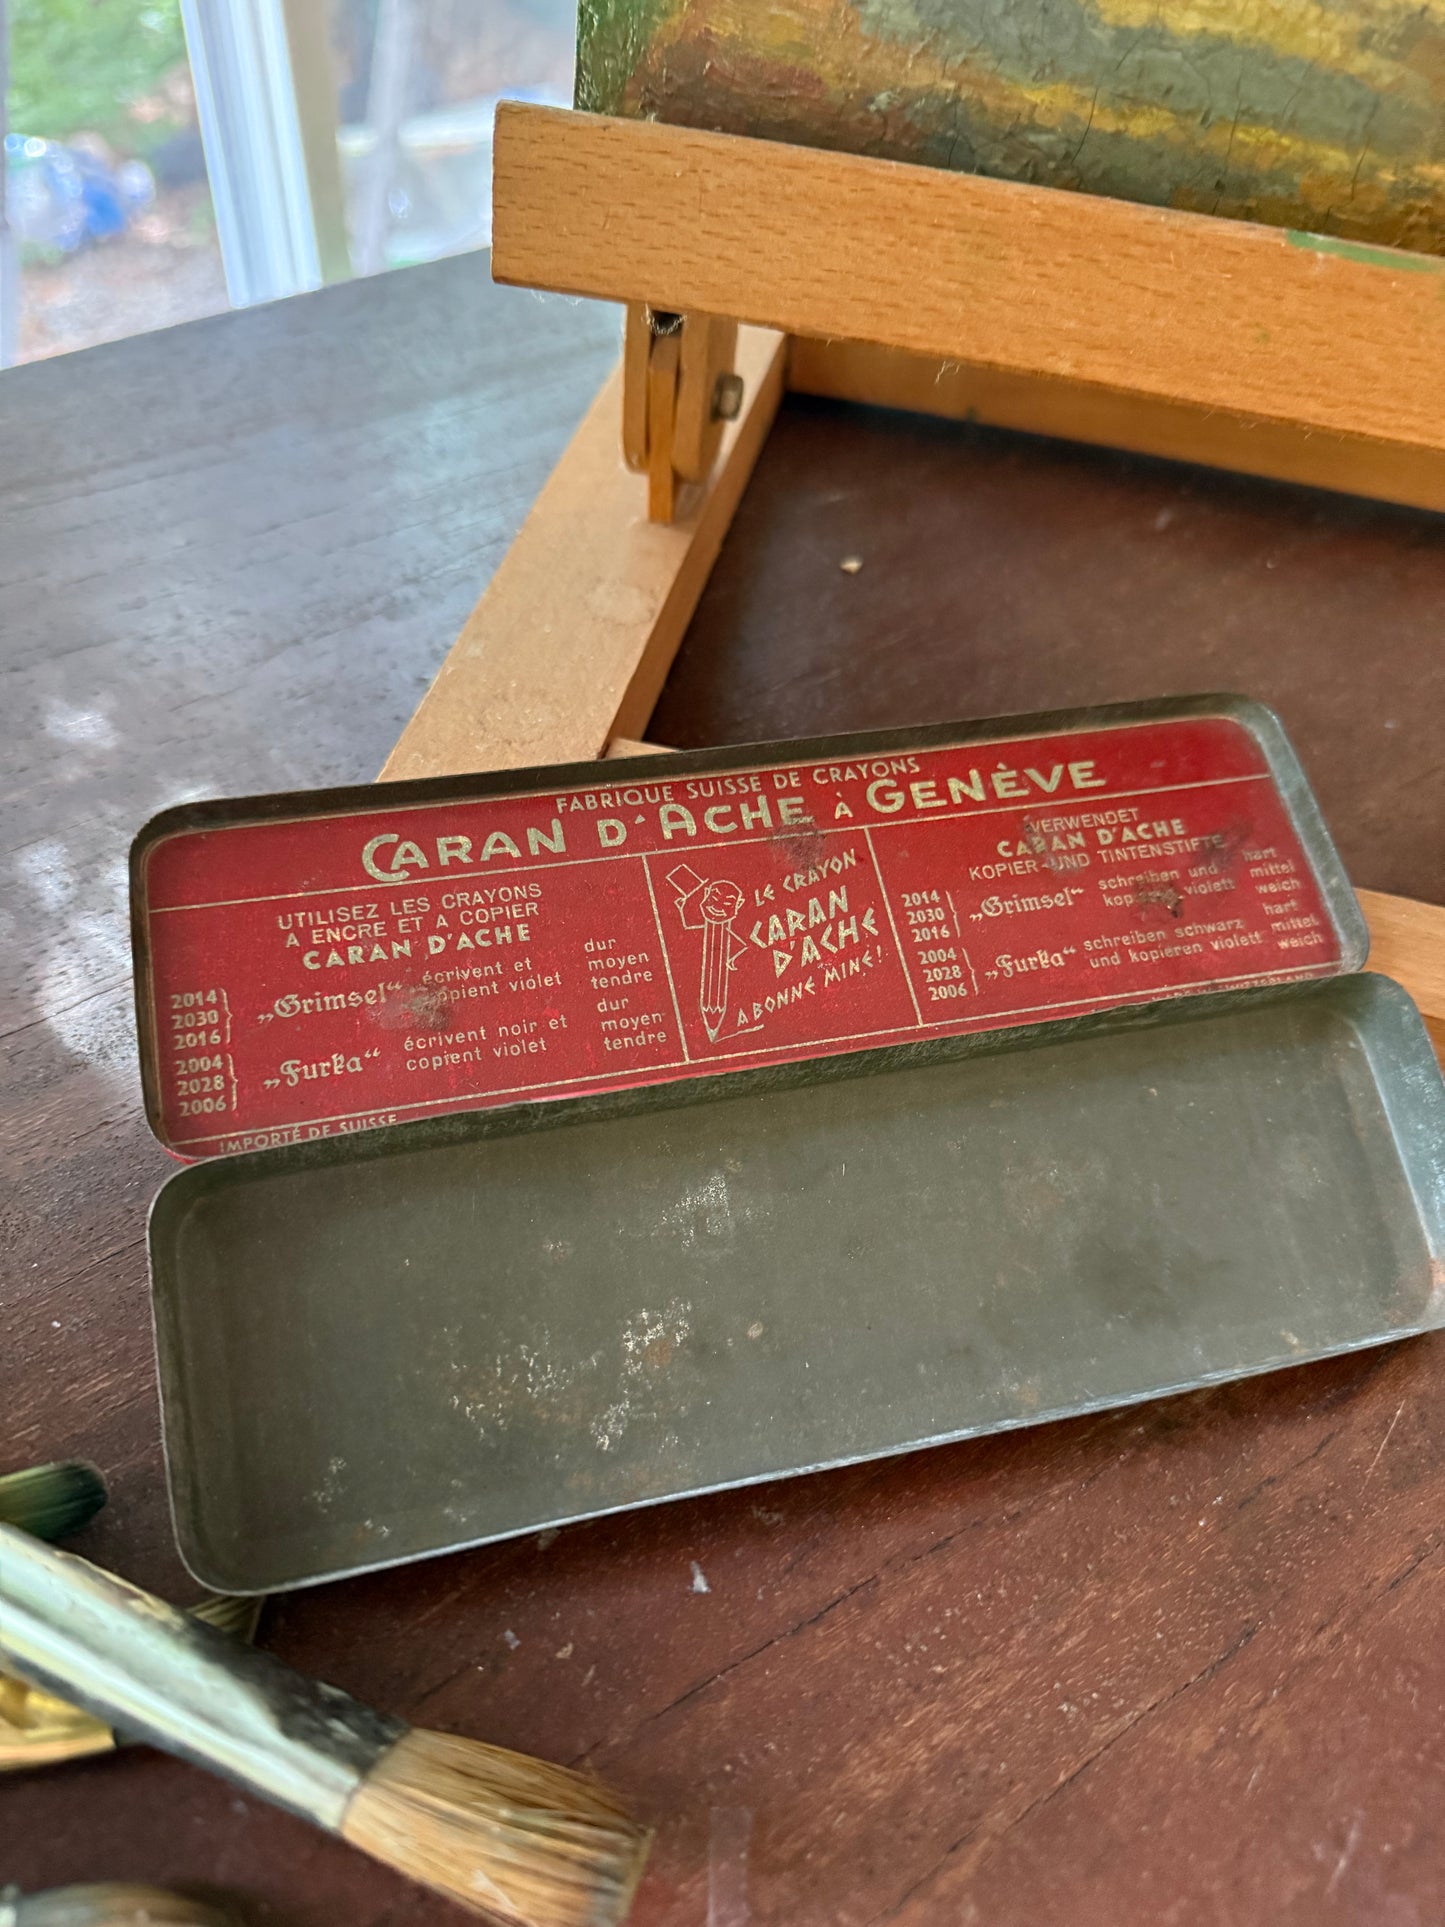 FABRIQUE SUISSE DE CRAYONS
CARAN D'ACHE À GENÈVE
UTILISEZ LES CRAYONS
A ENCRE ET A COPIER
CARAN D'ACHE
2014
2030
2016
„Grimsel“
écrivent et
copient violet
dur
moyen
tendre
2004
2028
2006
„Furka“
écrivent noir et
copient violet
dur
moyen
tendre
IMPORTÉ DE SUISSE
LE CRAYON
CARAN
D'ACHE
A BONNE MINE!
VERWENDET
CARAN D'ACHE
KOPIER-UND TINTENSTIFTE
2014
2030
2016
„Grimsel“
schreiben und
kopieren violett
hart
mittel
weich
2004
2028
2006
„Furka“
schreiben schwarz
und kopieren violett
hart
mittel
weich